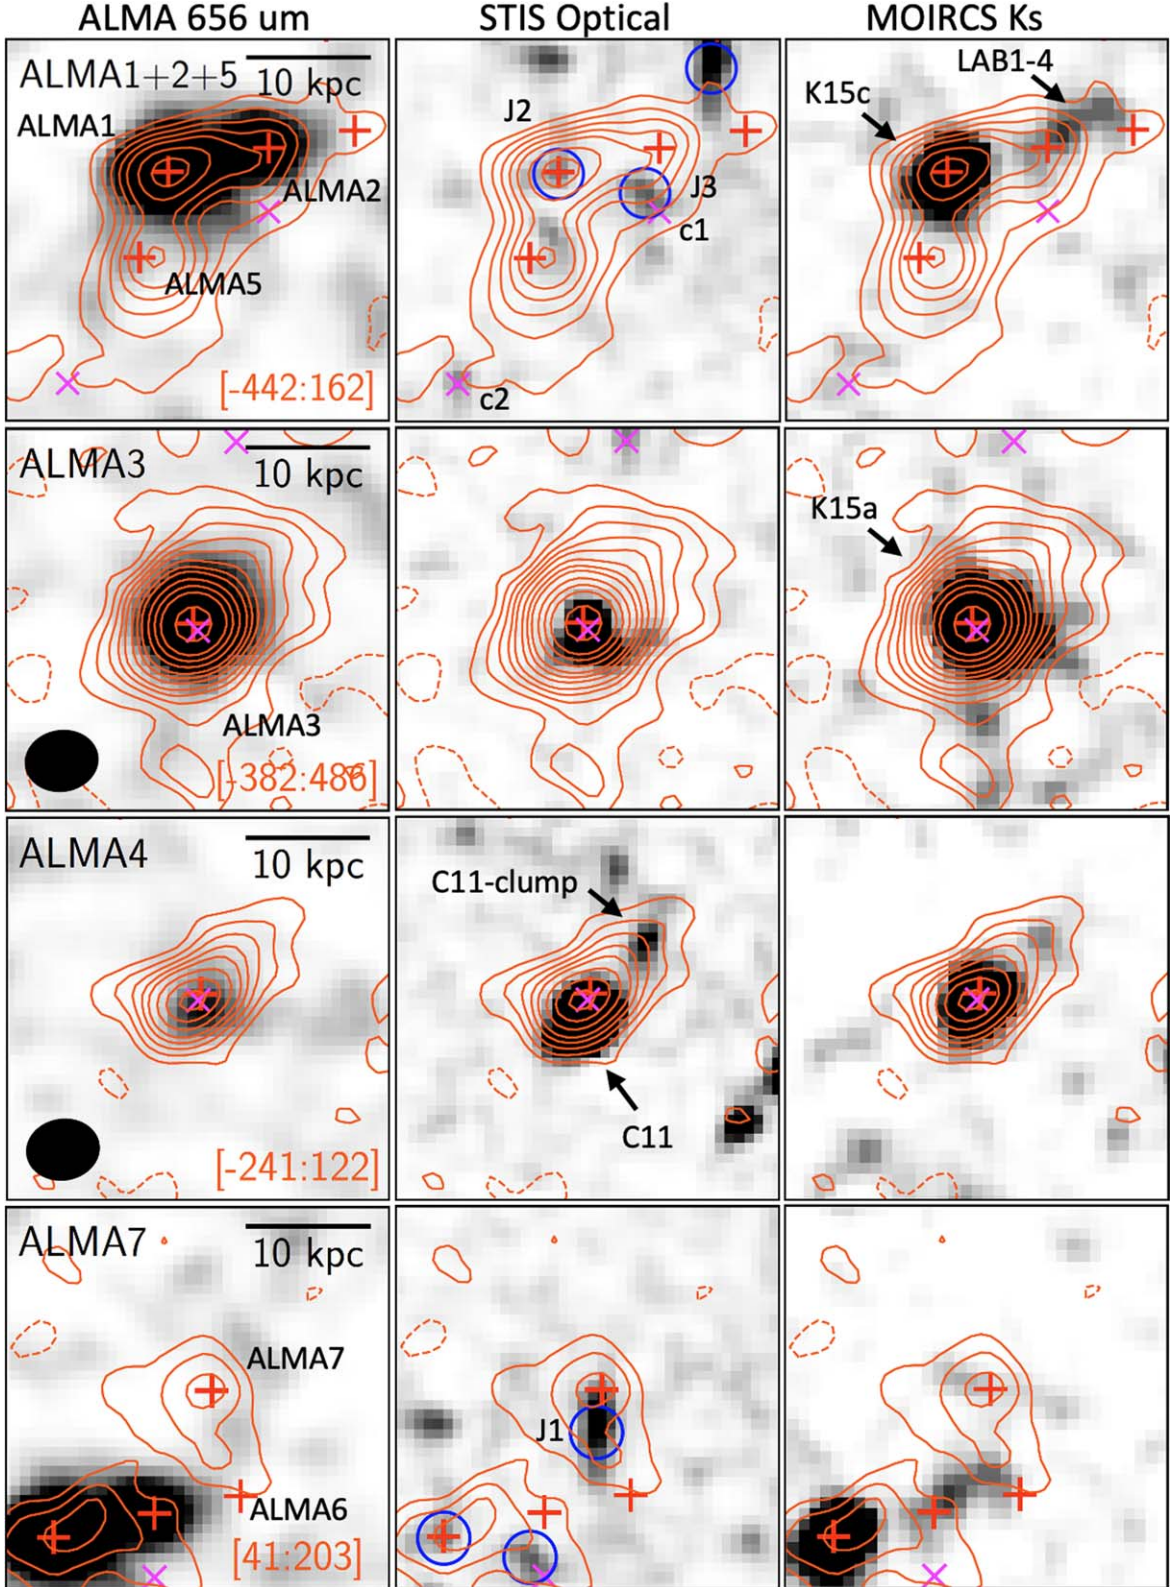 ALMA 656 um
STIS Optical
MOIRCS Ks
ALMA1+2+5
10 kpc
ALMA1
ALMA2
ALMA5
[-442:162]
J2
J3
c1
c2
LAB1-4
K15c
ALMA3
10 kpc
ALMA3
[-382:486]
K15a
ALMA4
10 kpc
[-241:122]
C11-clump
C11
ALMA7
10 kpc
ALMA7
ALMA6
[41:203]
J1